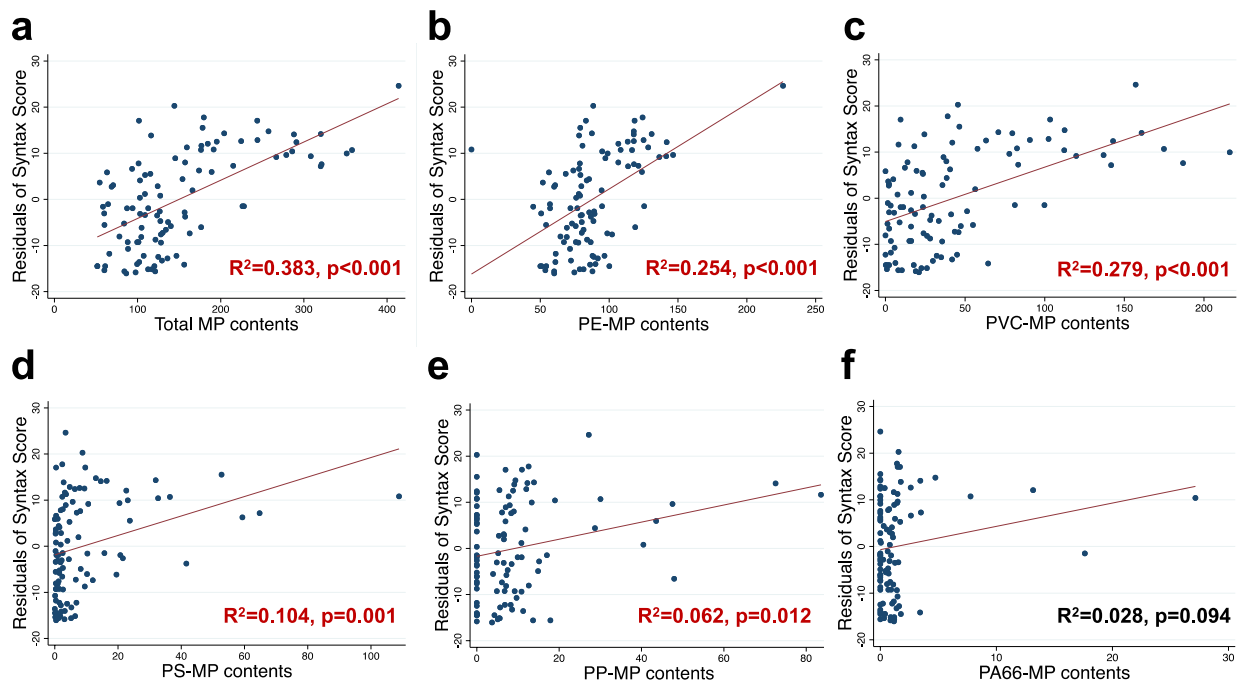 a
Residuals of Syntax Score
30
20
10
0
-10
-20
R²=0.383, p<0.001
0
100
200
300
400
Total MP contents
b
Residuals of Syntax Score
30
20
10
0
-10
-20
R²=0.254, p<0.001
0
50
100
150
200
250
PE-MP contents
c
Residuals of Syntax Score
30
20
10
0
-10
-20
R²=0.279, p<0.001
0
50
100
150
200
PVC-MP contents
d
Residuals of Syntax Score
30
20
10
0
-10
-20
R²=0.104, p=0.001
0
20
40
60
80
100
PS-MP contents
e
Residuals of Syntax Score
30
20
10
0
-10
-20
R²=0.062, p=0.012
0
20
40
60
80
PP-MP contents
f
Residuals of Syntax Score
30
20
10
0
-10
-20
R²=0.028, p=0.094
0
10
20
30
PA66-MP contents